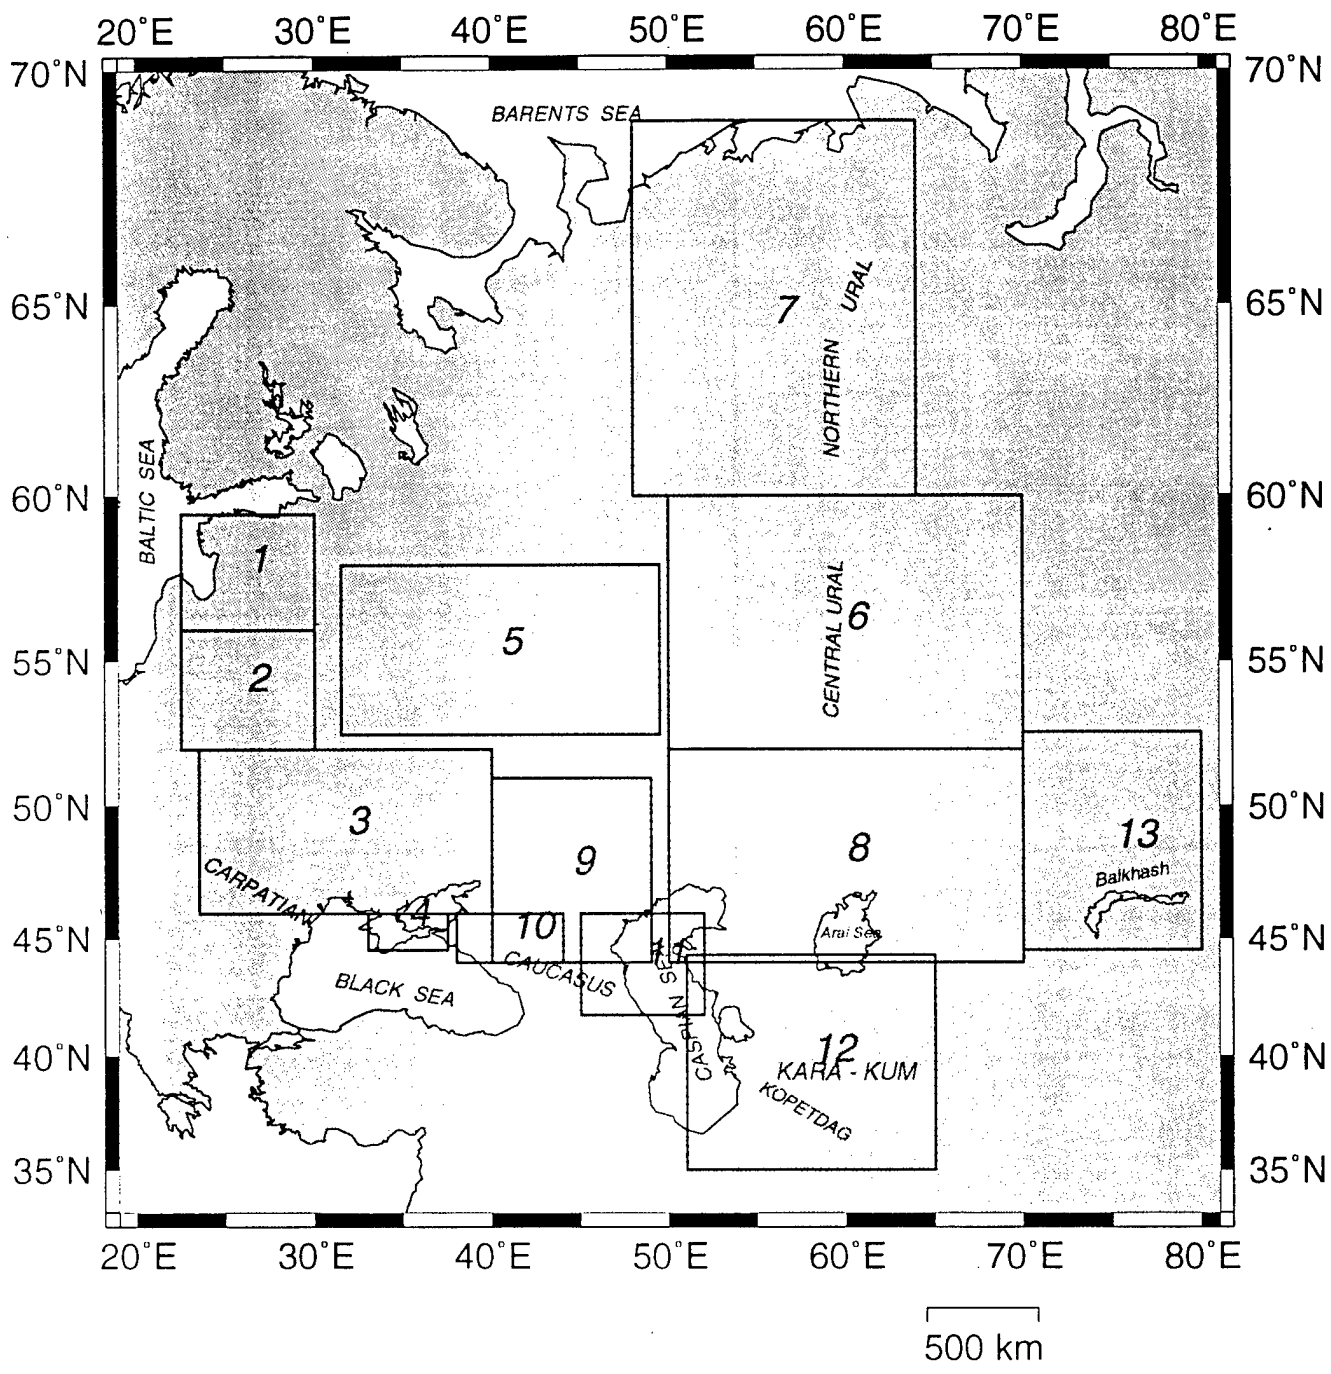 20°E 30°E 40°E 50°E 60°E 70°E 80°E
70°N 70°N
BARENTS SEA
URAL
65°N 7 65°N
NORTHERN
BALTIC SEA
60°N 60°N
1
CENTRAL URAL
6
5
55°N 55°N
2
50°N 50°N
3
13
8
9
Balkhash
CARPATIAN
4
10
45°N 45°N
Aral Sea
CAUCASUS
BLACK SEA
CASPIAN SEA
12
40°N 40°N
KARA - KUM
KOPETDAG
35°N 35°N
20°E 30°E 40°E 50°E 60°E 70°E 80°E
500 km